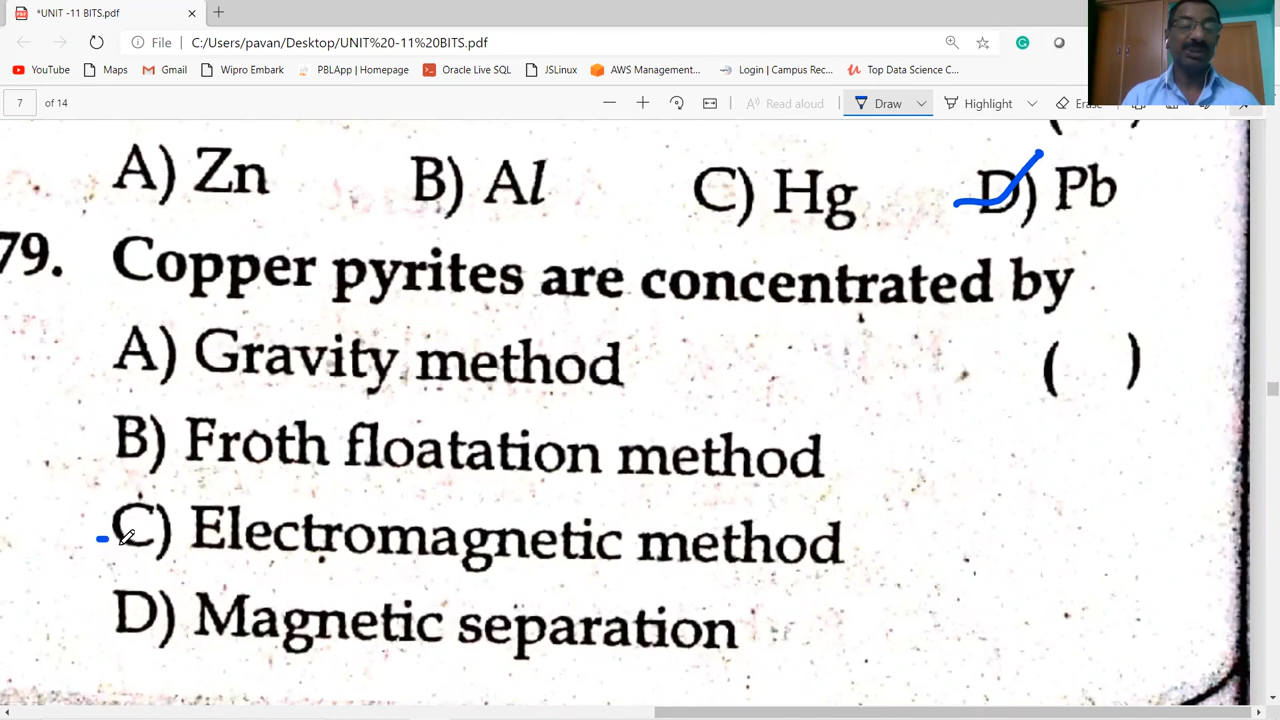 *UNIT -11 BITS.pdf
File C:/Users/pavan/Desktop/UNIT%20-11%20BITS.pdf
YouTube Maps Gmail Wipro Embark PBLApp | Homepage Oracle Live SQL JSLinux AWS Management... Login | Campus Rec... Top Data Science C...
7 of 14 Read aloud Draw Highlight
A) Zn B) Al C) Hg D) Pb
79. Copper pyrites are concentrated by
A) Gravity method ( )
B) Froth floatation method
C) Electromagnetic method
D) Magnetic separation